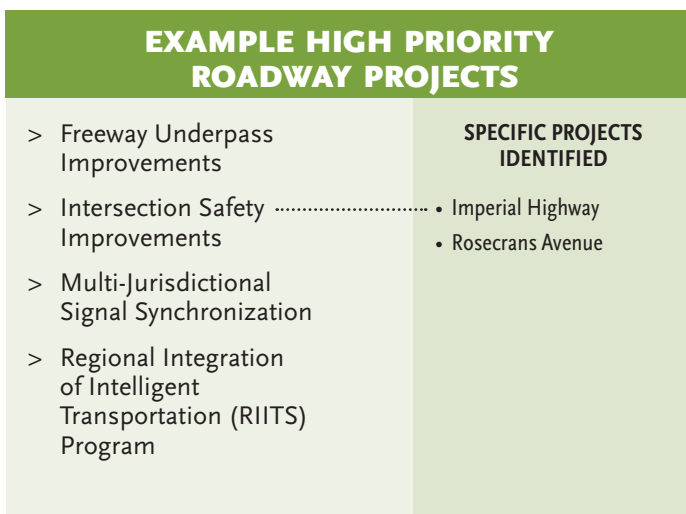 EXAMPLE HIGH PRIORITY
ROADWAY PROJECTS
> Freeway Underpass
Improvements
> Intersection Safety
Improvements
> Multi-Jurisdictional
Signal Synchronization
> Regional Integration
of Intelligent
Transportation (RIITS)
Program
SPECIFIC PROJECTS
IDENTIFIED
• Imperial Highway
• Rosecrans Avenue